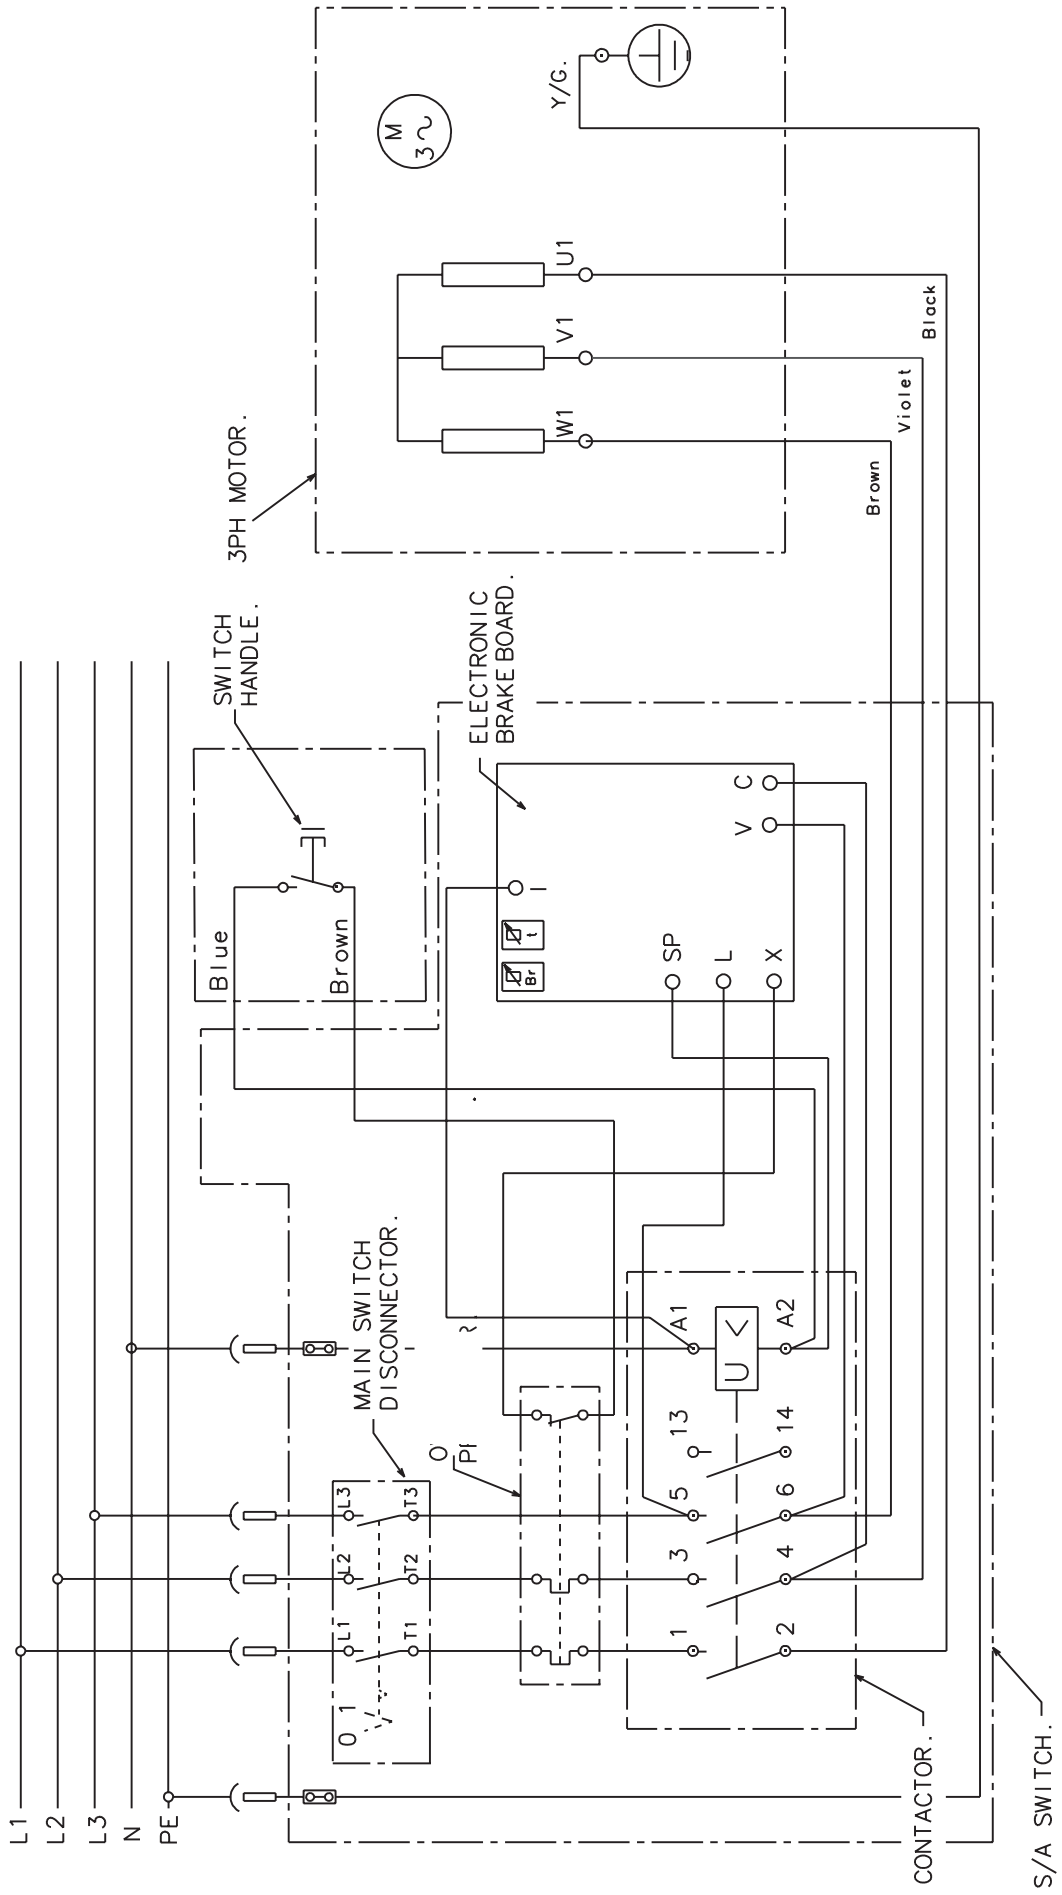 L1
L2
L3
N
PE
0 1
L1
L2
L3
T1
T2
T3
MAIN SWITCH
DISCONNECTOR.
SWITCH
HANDLE.
Blue
Brown
3PH MOTOR.
M
3~
W1
V1
U1
Y/G.
Brown
Violet
Black
ELECTRONIC
BRAKE BOARD.
Br
t
I
SP
L
X
V
C
1
3
5
13
A1
U<
2
4
6
14
A2
CONTACTOR.
S/A SWITCH.